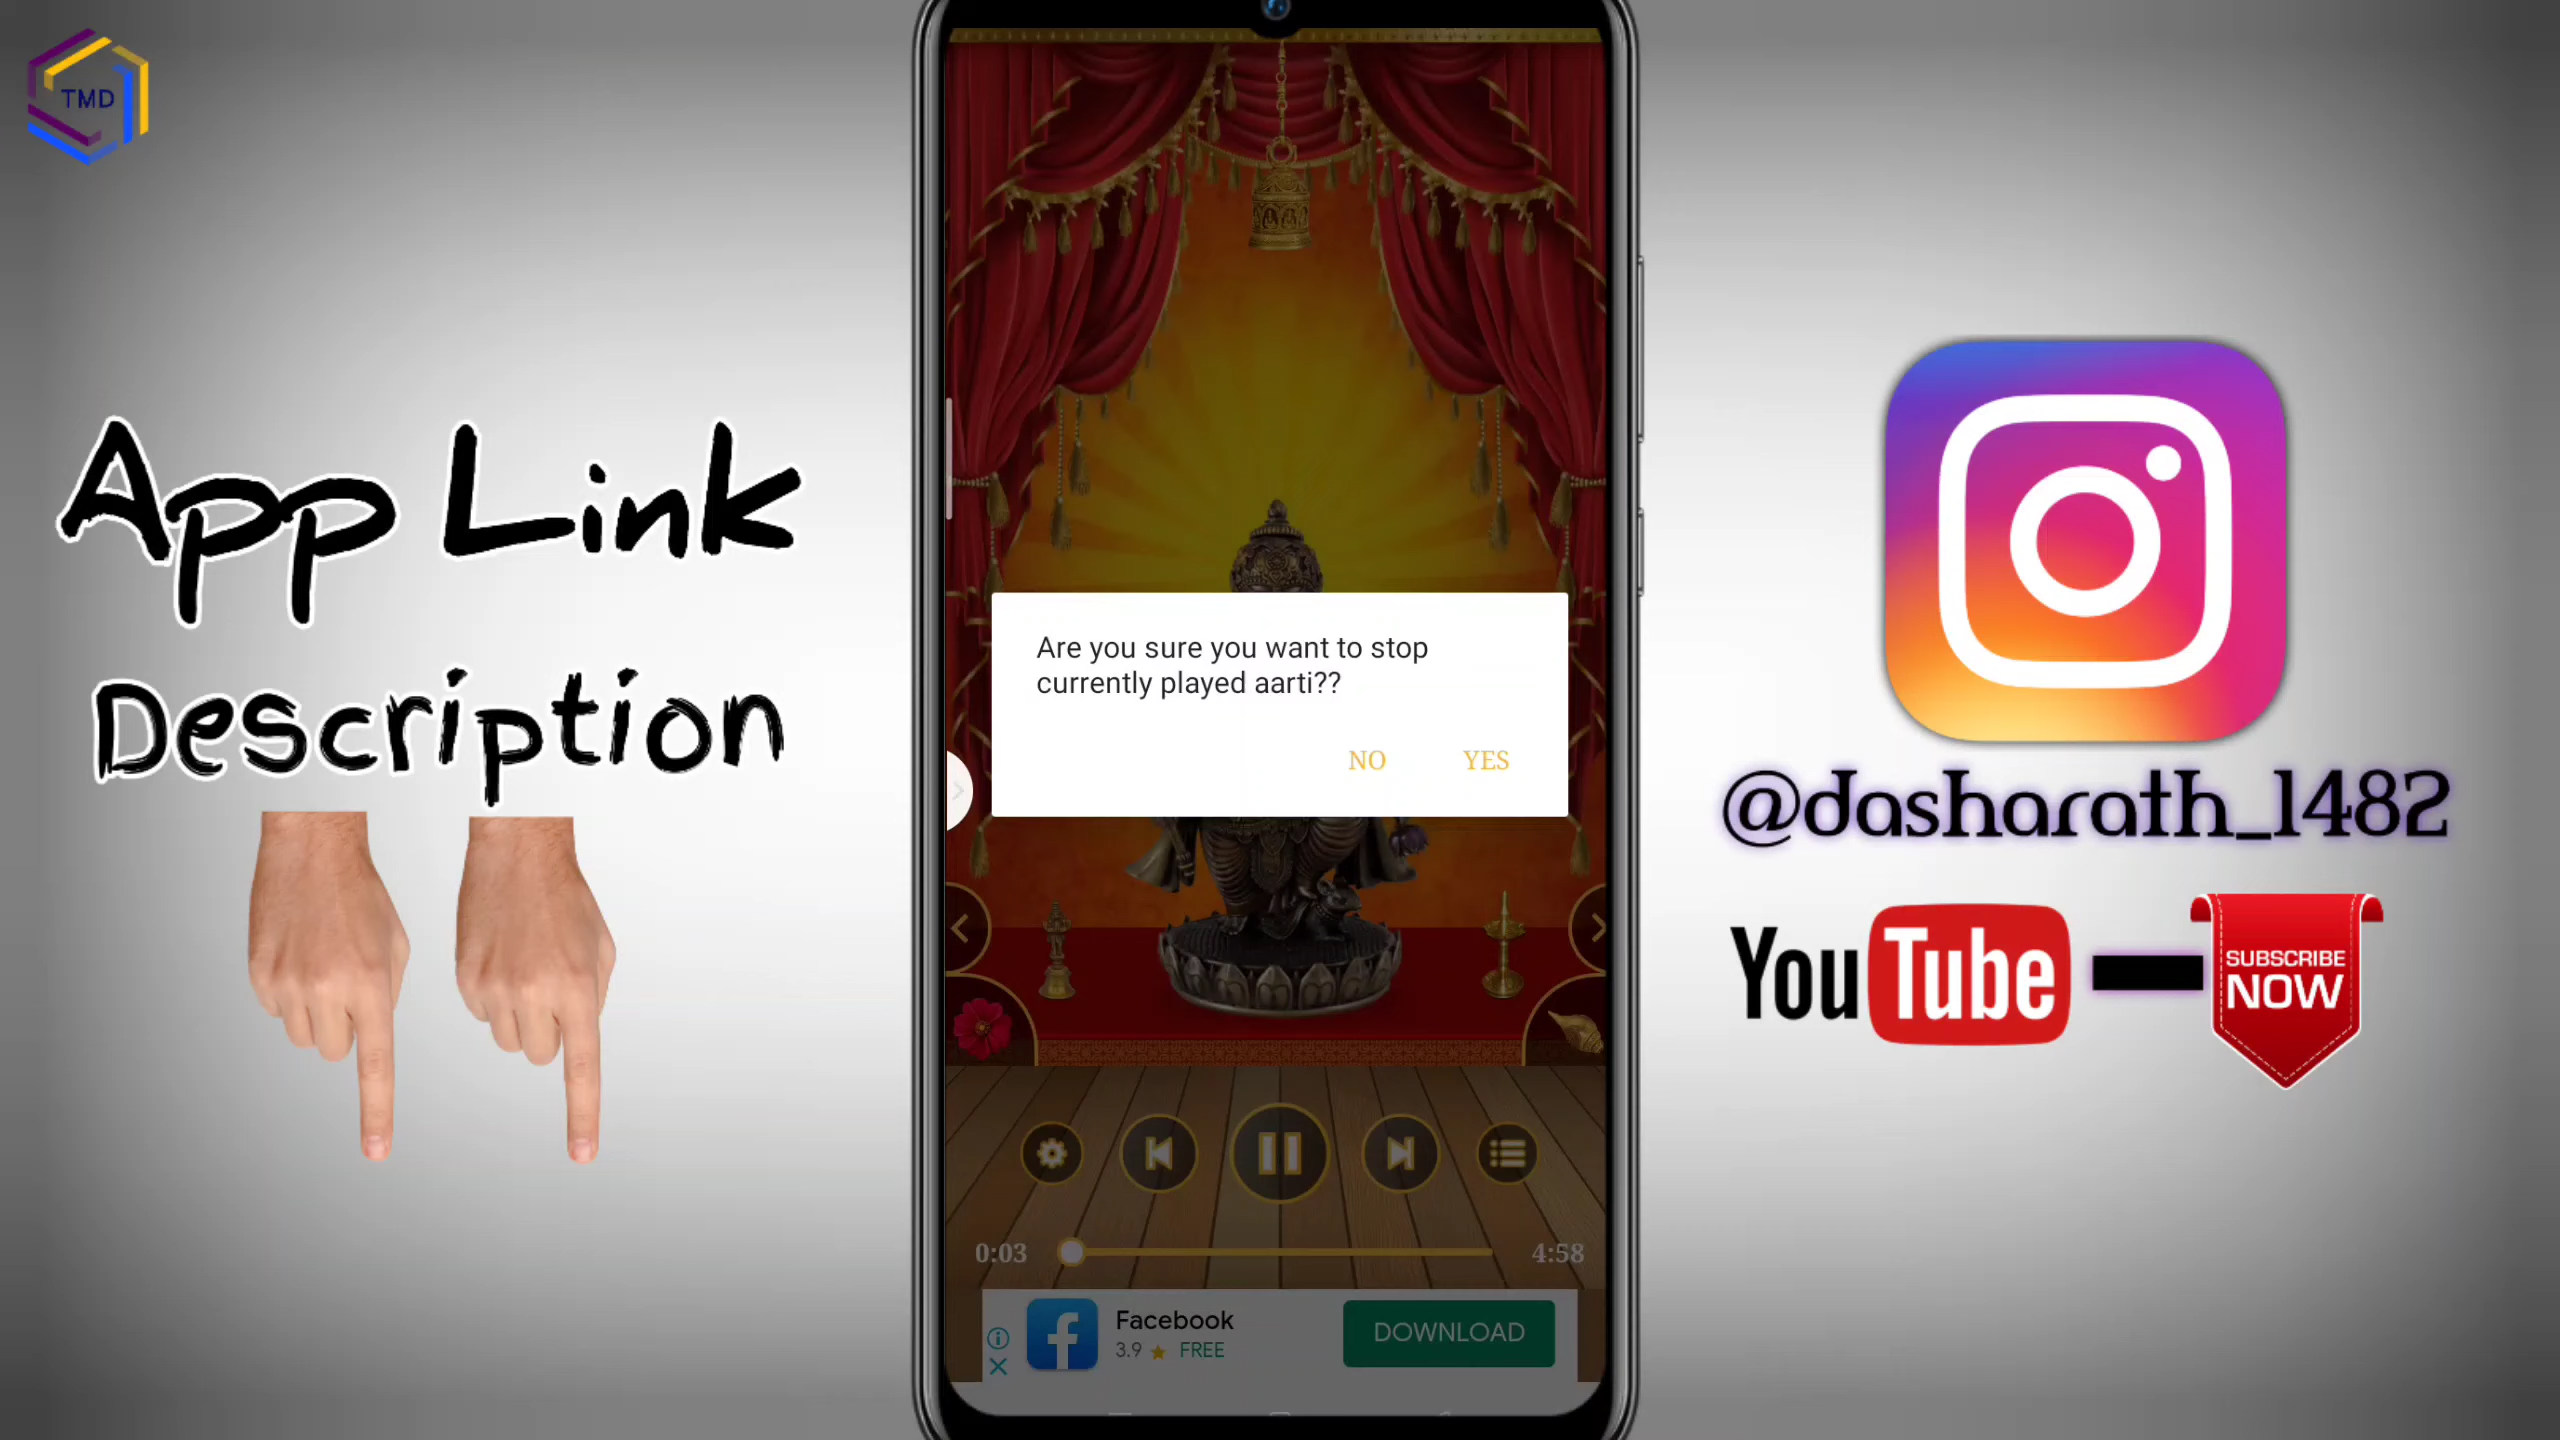 TMD
App Link
Description
Are you sure you want to stop
currently played aarti??
NO YES
0:03 4:58
Facebook
3.9 FREE
DOWNLOAD
@dasharath_1482
YouTube
SUBSCRIBE
NOW